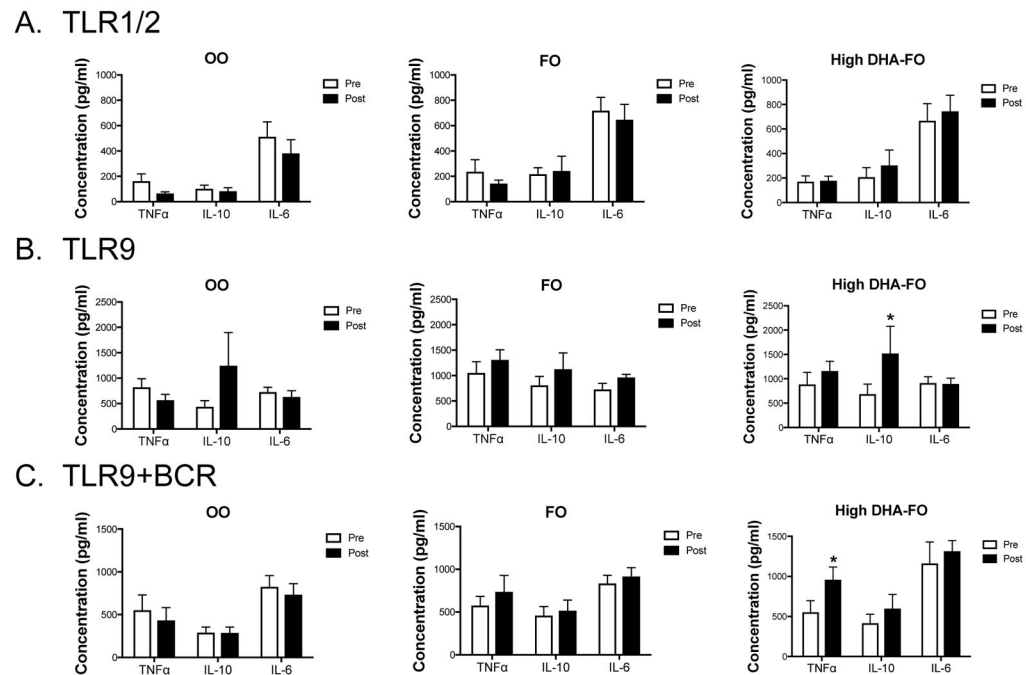 A. TLR1/2
OO
Concentration (pg/ml)
1000
800
600
400
200
0
TNFα IL-10 IL-6
Pre
Post
FO
Concentration (pg/ml)
1000
800
600
400
200
0
TNFα IL-10 IL-6
Pre
Post
High DHA-FO
Concentration (pg/ml)
1000
800
600
400
200
0
TNFα IL-10 IL-6
Pre
Post
B. TLR9
OO
Concentration (pg/ml)
2500
2000
1500
1000
500
0
TNFα IL-10 IL-6
Pre
Post
FO
Concentration (pg/ml)
2500
2000
1500
1000
500
0
TNFα IL-10 IL-6
Pre
Post
High DHA-FO
Concentration (pg/ml)
2500
2000
1500
1000
500
0
*
TNFα IL-10 IL-6
Pre
Post
C. TLR9+BCR
OO
Concentration (pg/ml)
1500
1000
500
0
TNFα IL-10 IL-6
Pre
Post
FO
Concentration (pg/ml)
1500
1000
500
0
TNFα IL-10 IL-6
Pre
Post
High DHA-FO
Concentration (pg/ml)
1500
1000
500
0
*
TNFα IL-10 IL-6
Pre
Post